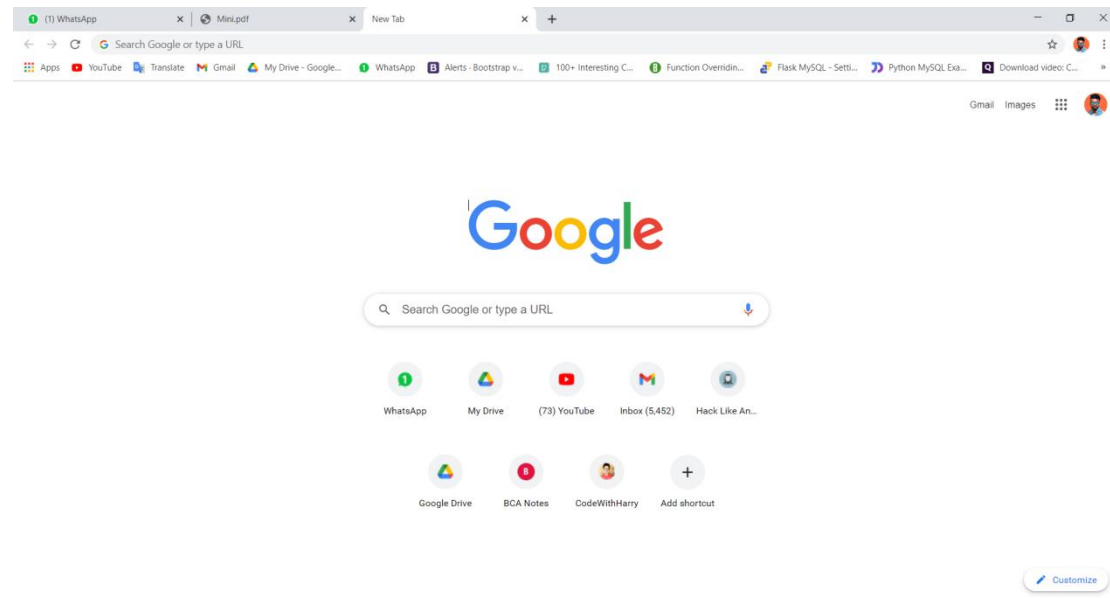 (1) WhatsApp Mini.pdf New Tab
Search Google or type a URL
Apps YouTube Translate Gmail My Drive - Google... WhatsApp Alerts · Bootstrap v... 100+ Interesting C... Function Overridin... Flask MySQL - Setti... Python MySQL Exa... Download video: C... »
Gmail Images
Google
Search Google or type a URL
WhatsApp My Drive (73) YouTube Inbox (5,452) Hack Like An...
Google Drive BCA Notes CodeWithHarry Add shortcut
Customize